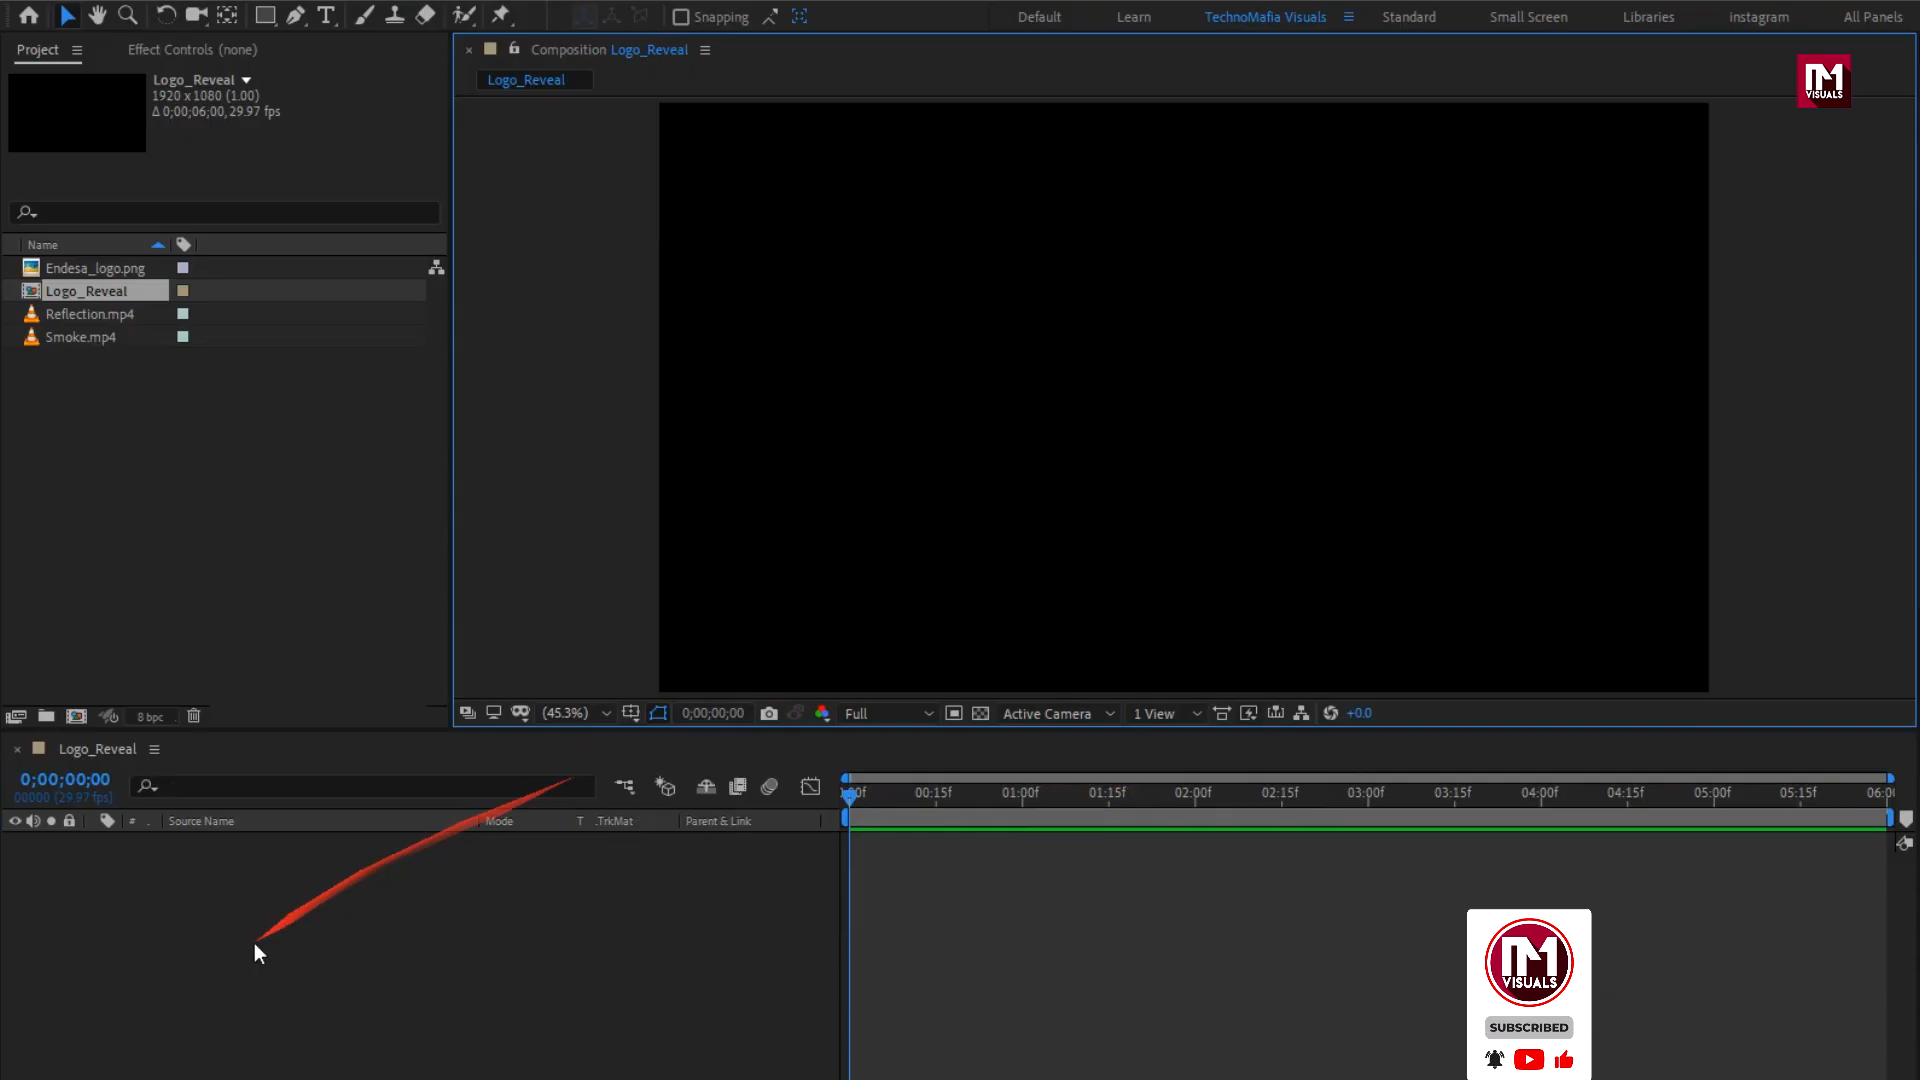 Snapping
Default
Learn
TechnoMafia Visuals
Standard
Small Screen
Libraries
instagram
All Panels
Project
Effect Controls (none)
Composition Logo_Reveal
Logo_Reveal
1920 x 1080 (1.00)
Δ 0;00;06;00, 29.97 fps
Logo_Reveal
VISUALS
Name
Endesa_logo.png
Logo_Reveal
Reflection.mp4
Smoke.mp4
8 bpc
(45.3%)
0;00;00;00
Full
Active Camera
1 View
+0.0
Logo_Reveal
0;00;00;00
00000 (29.97 fps)
00:15f
01:00f
01:15f
02:00f
02:15f
03:00f
03:15f
04:00f
04:15f
05:00f
05:15f
#
Source Name
Mode
T
.TrkMat
Parent & Link
VISUALS
SUBSCRIBED